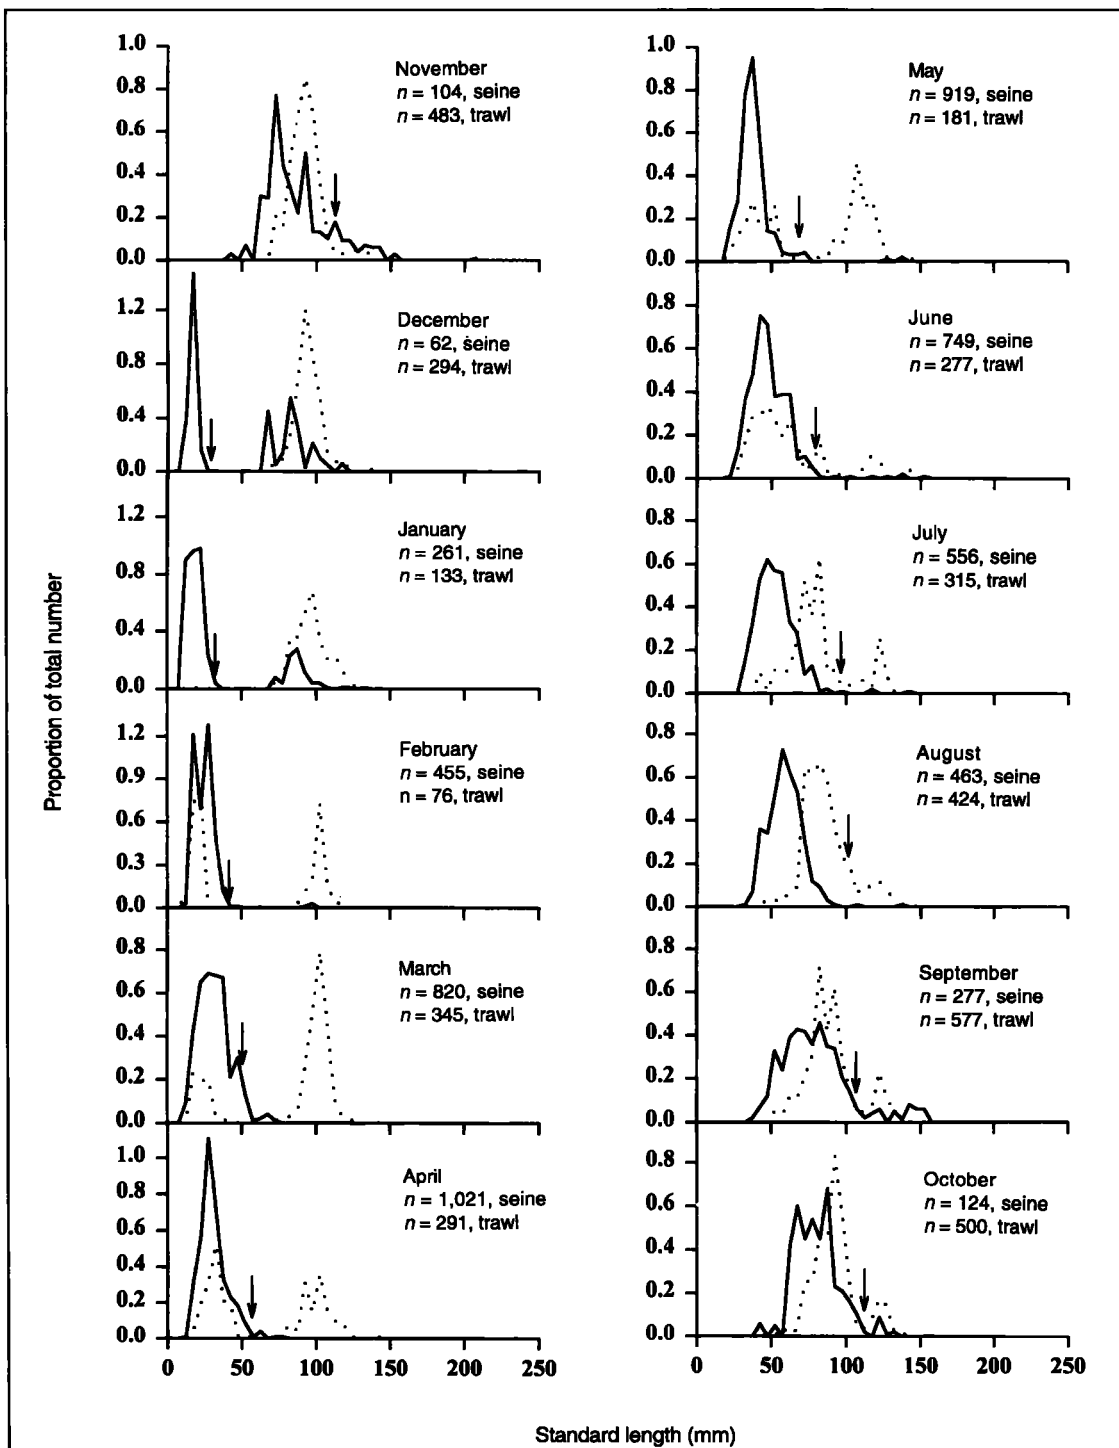 Proportion of total number
1.0
0.8
0.6
0.4
0.2
0.0
November
n = 104, seine
n = 483, trawl
1.2
0.8
0.4
0.0
December
n = 62, seine
n = 294, trawl
1.2
0.8
0.4
0.0
January
n = 261, seine
n = 133, trawl
1.2
0.9
0.6
0.3
0.0
February
n = 455, seine
n = 76, trawl
0.8
0.6
0.4
0.2
0.0
March
n = 820, seine
n = 345, trawl
1.0
0.8
0.6
0.4
0.2
0.0
April
n = 1,021, seine
n = 291, trawl
0 50 100 150 200 250
1.0
0.8
0.6
0.4
0.2
0.0
May
n = 919, seine
n = 181, trawl
0.8
0.6
0.4
0.2
0.0
June
n = 749, seine
n = 277, trawl
0.8
0.6
0.4
0.2
0.0
July
n = 556, seine
n = 315, trawl
0.8
0.6
0.4
0.2
0.0
August
n = 463, seine
n = 424, trawl
0.8
0.6
0.4
0.2
0.0
September
n = 277, seine
n = 577, trawl
0.8
0.6
0.4
0.2
0.0
October
n = 124, seine
n = 500, trawl
0 50 100 150 200 250
Standard length (mm)